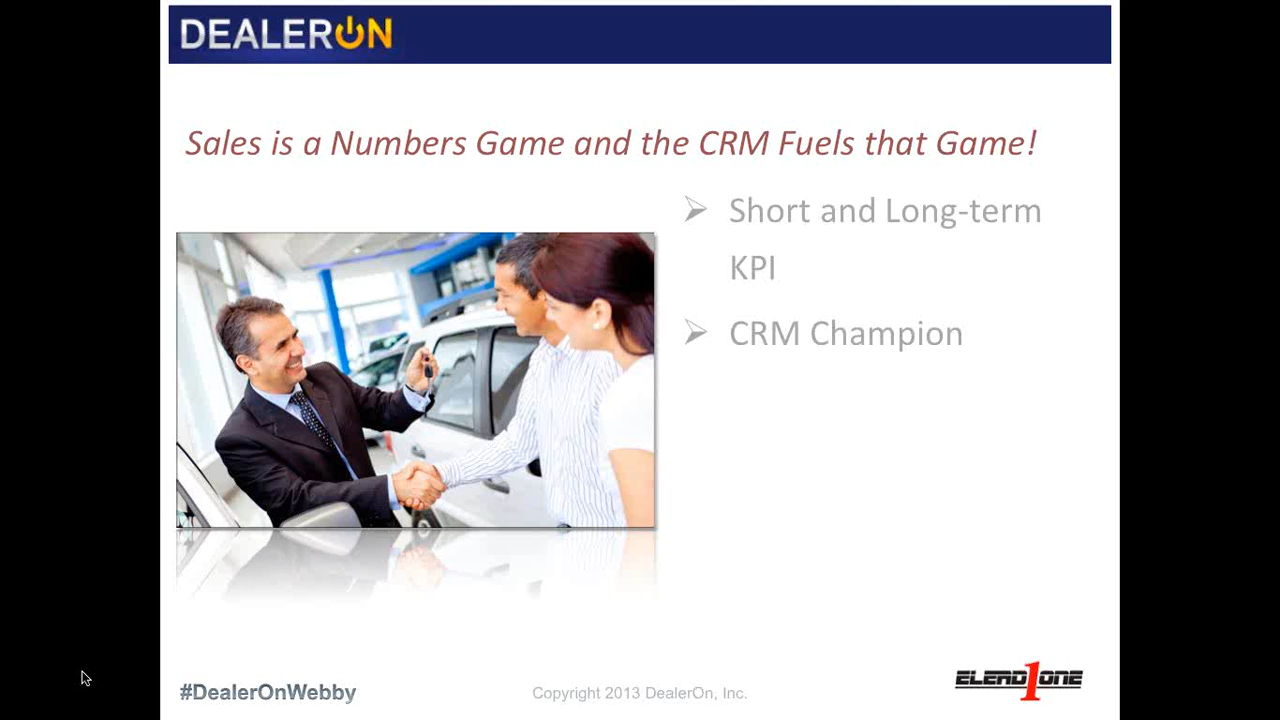 DEALERON
Sales is a Numbers Game and the CRM Fuels that Game!
Short and Long-term
KPI
CRM Champion
#DealerOnWebby
Copyright 2013 DealerOn, Inc.
ELEAD1ONE